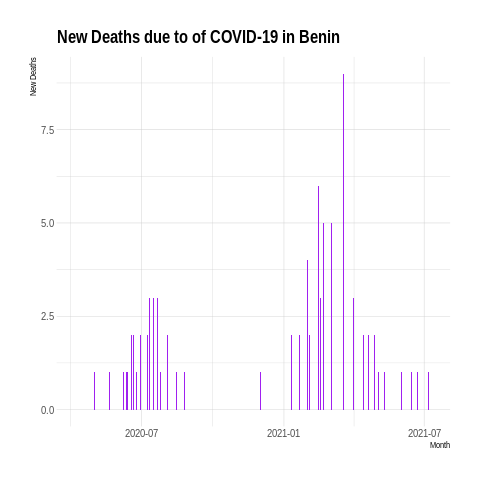 New Deaths due to of COVID-19 in Benin
New Deaths
7.5
5.0
2.5
0.0
2020-07
2021-01
2021-07
Month